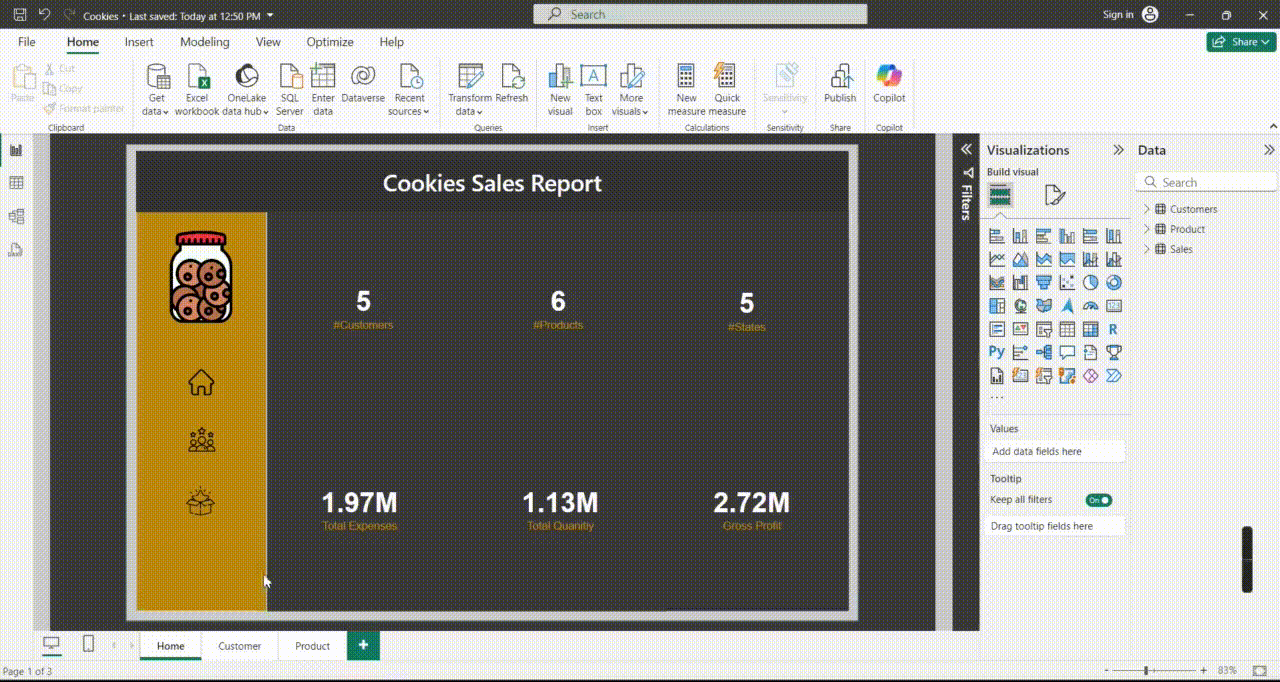 Cookies • Last saved: Today at 12:50 PM
Search
Sign in
File Home Insert Modeling View Optimize Help
Share
Paste
Cut
Copy
Format painter
Clipboard
Get data
Excel workbook
OneLake data hub
SQL Server
Enter data
Dataverse
Recent sources
Data
Transform data
Refresh
Queries
New visual
Text box
More visuals
Insert
New measure
Quick measure
Calculations
Sensitivity
Sensitivity
Publish
Share
Copilot
Copilot
Cookies Sales Report
5
#Customers
6
#Products
5
#States
1.97M
Total Expenses
1.13M
Total Quanitiy
2.72M
Gross Profit
Filters
Visualizations
Build visual
R
Py
...
Values
Add data fields here
Tooltip
Keep all filters
On
Drag tooltip fields here
Data
Search
Customers
Product
Sales
Home
Customer
Product
+
Page 1 of 3
- + 83%